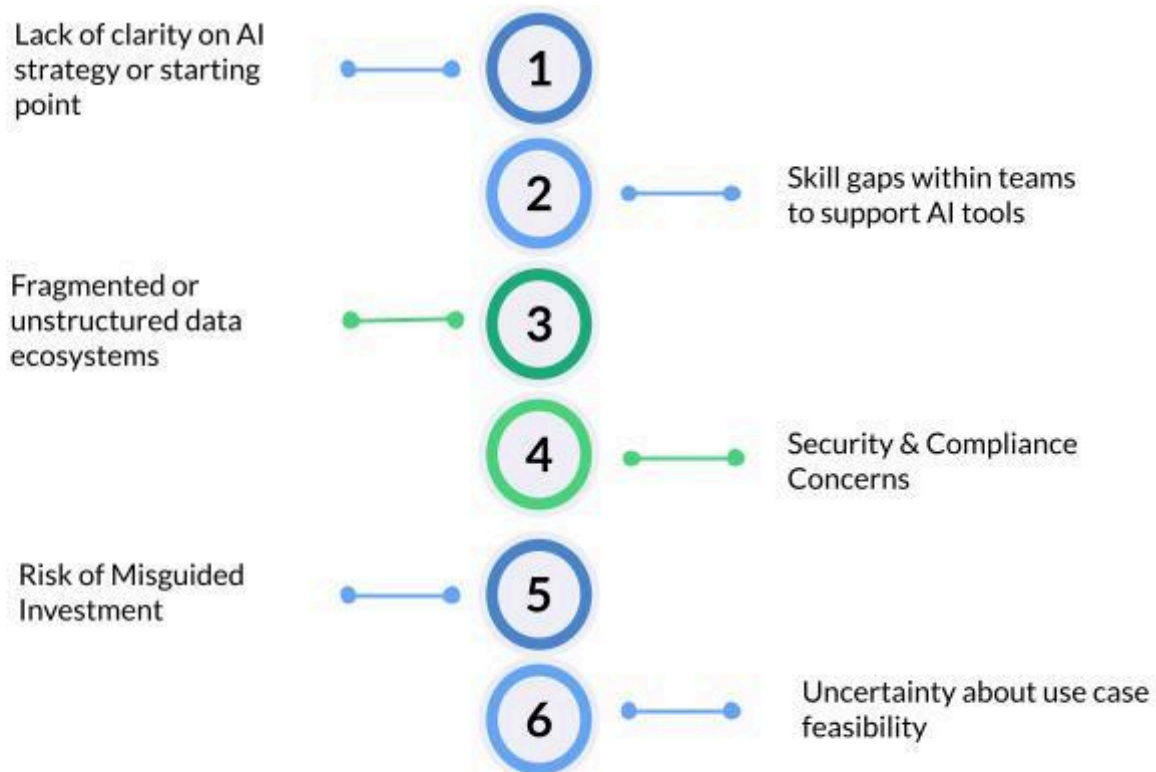 Lack of clarity on AI
strategy or starting
point
1
2
Skill gaps within teams
to support AI tools
Fragmented or
unstructured data
ecosystems
3
4
Security & Compliance
Concerns
Risk of Misguided
Investment
5
6
Uncertainty about use case
feasibility